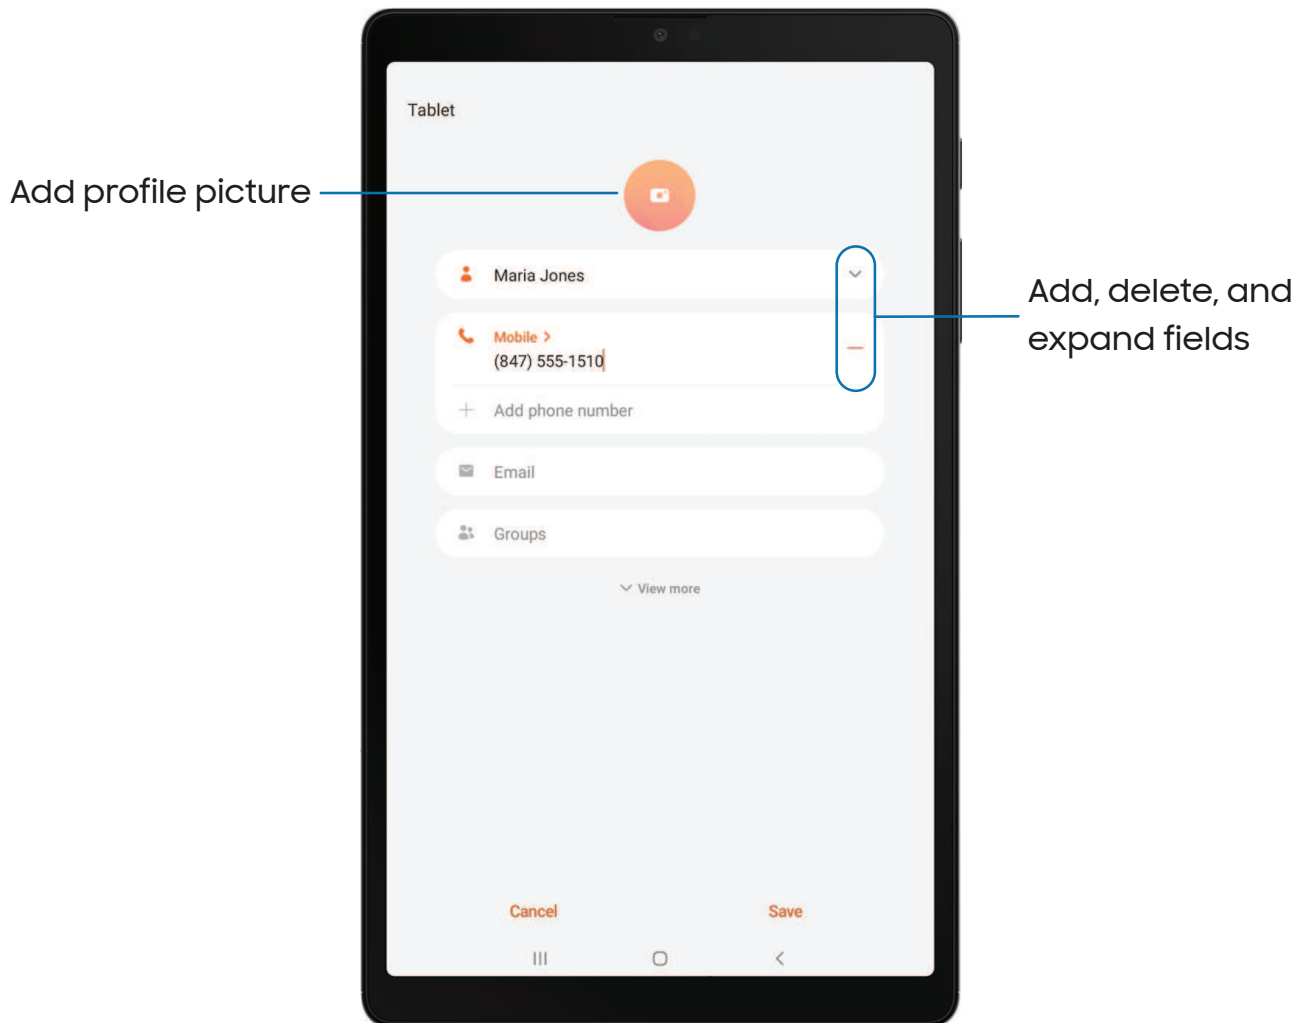 Tablet
Add profile picture
Maria Jones
Add, delete, and
expand fields
Mobile >
(847) 555-1510
Add phone number
Email
Groups
View more
Cancel
Save